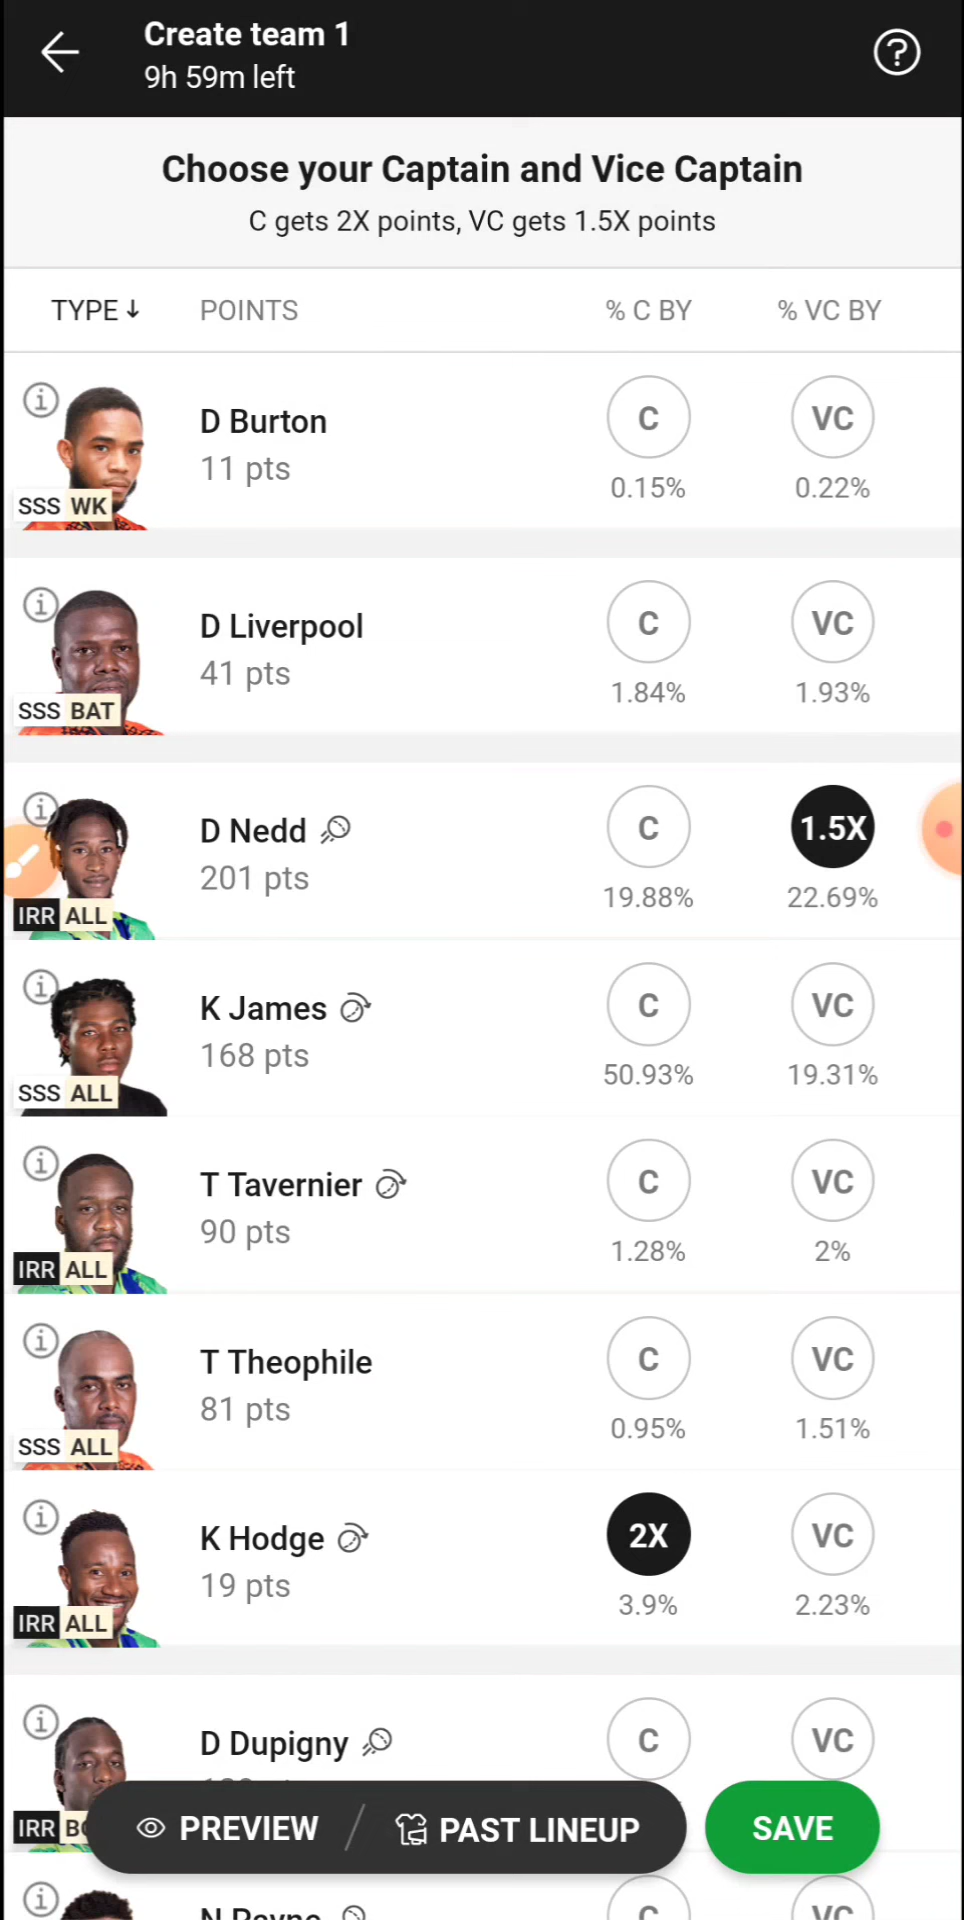 Create team 1
9h 59m left
Choose your Captain and Vice Captain
C gets 2X points, VC gets 1.5X points
TYPE↓ POINTS % C BY % VC BY
D Burton C VC
11 pts 0.15% 0.22%
SSS WK
D Liverpool C VC
41 pts 1.84% 1.93%
SSS BAT
D Nedd C 1.5X
201 pts 19.88% 22.69%
IRR ALL
K James C VC
168 pts 50.93% 19.31%
SSS ALL
T Tavernier C VC
90 pts 1.28% 2%
IRR ALL
T Theophile C VC
81 pts 0.95% 1.51%
SSS ALL
K Hodge 2X VC
19 pts 3.9% 2.23%
IRR ALL
D Dupigny C VC
IRR
PREVIEW / PAST LINEUP SAVE
N Payne C VC